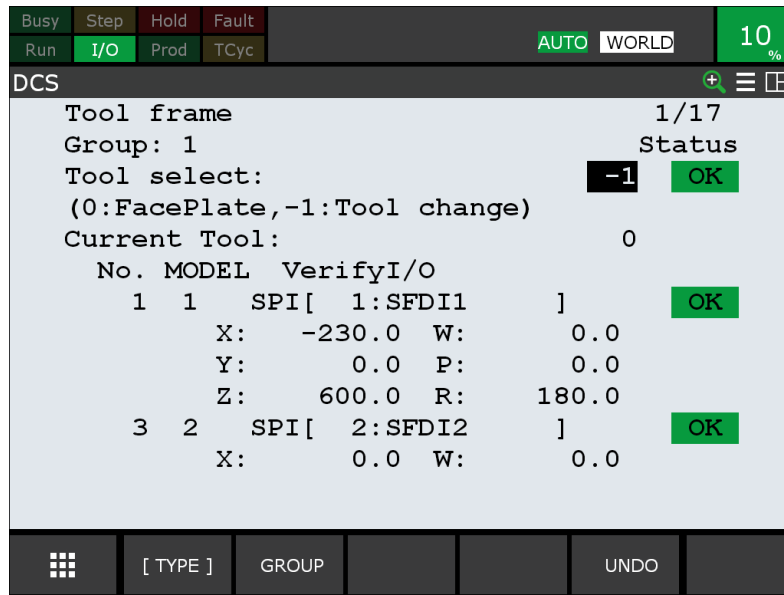 Busy Step Hold Fault
Run I/O Prod TCyc AUTO WORLD 10 %
DCS
Tool frame 1/17
Group: 1 Status
Tool select: -1 OK
(0:FacePlate,-1:Tool change)
Current Tool: 0
No. MODEL VerifyI/O
1 1 SPI[ 1:SFDI1 ] OK
X: -230.0 W: 0.0
Y: 0.0 P: 0.0
Z: 600.0 R: 180.0
3 2 SPI[ 2:SFDI2 ] OK
X: 0.0 W: 0.0
[ TYPE ] GROUP UNDO